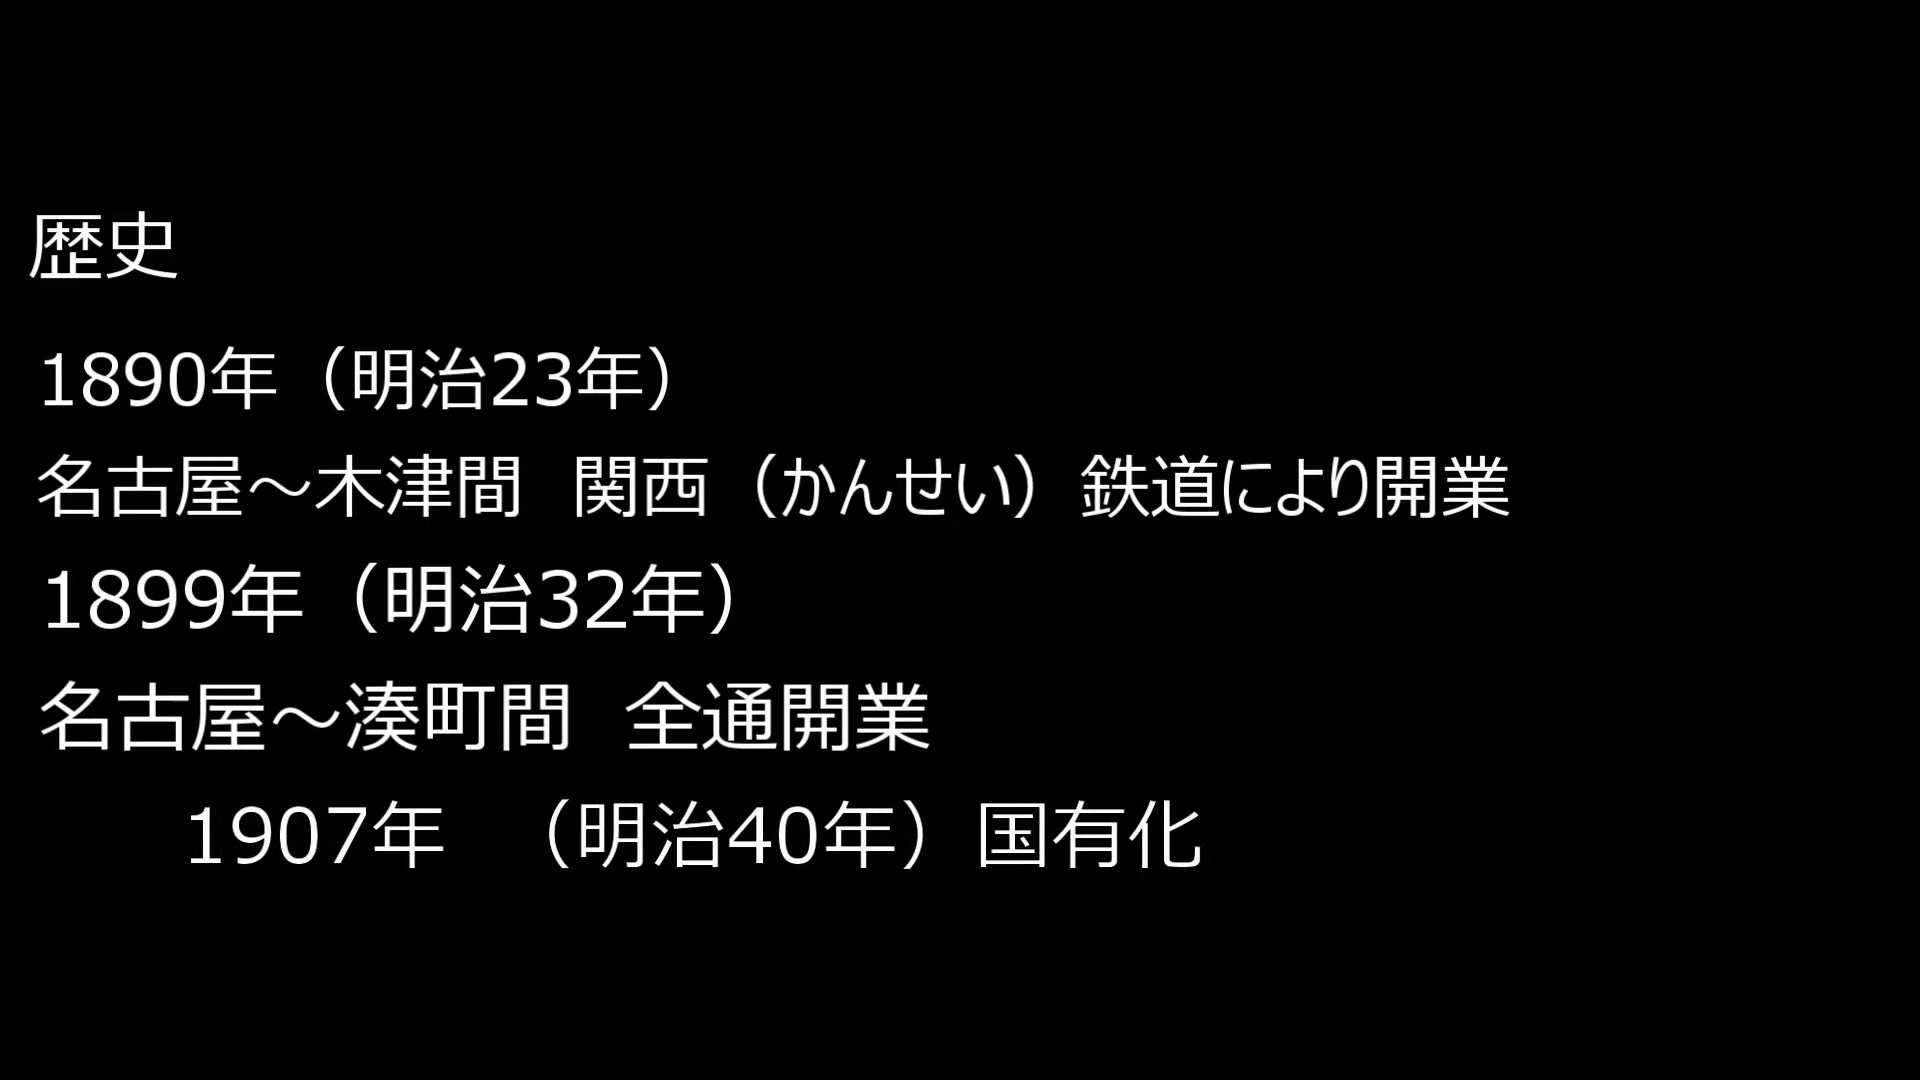 歴史
1890年（明治23年）
名古屋～木津間　関西（かんせい）鉄道により開業
1899年（明治32年）
名古屋～湊町間　全通開業
1907年　（明治40年）国有化